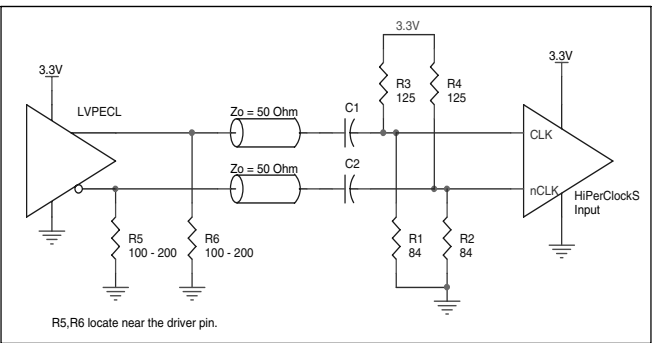 3.3V
3.3V
3.3V
LVPECL
Zo = 50 Ohm
C1
R3
125
R4
125
CLK
Zo = 50 Ohm
C2
nCLK
HiPerClockS
Input
R5
100 - 200
R6
100 - 200
R1
84
R2
84
R5,R6 locate near the driver pin.